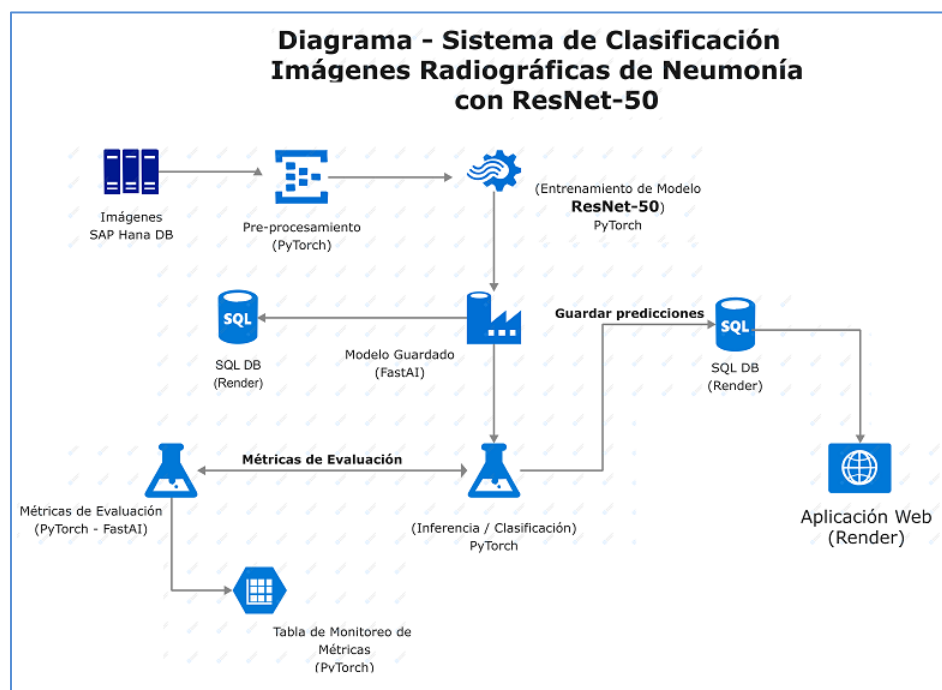 Diagrama - Sistema de Clasificación
Imágenes Radiográficas de Neumonía
con ResNet-50
Imágenes
SAP Hana DB
Pre-procesamiento
(PyTorch)
(Entrenamiento de Modelo
ResNet-50)
PyTorch
SQL
SQL DB
(Render)
Modelo Guardado
(FastAI)
Guardar predicciones
SQL
SQL DB
(Render)
Métricas de Evaluación
Métricas de Evaluación
(PyTorch - FastAI)
(Inferencia / Clasificación)
PyTorch
Aplicación Web
(Render)
Tabla de Monitoreo de
Métricas
(PyTorch)